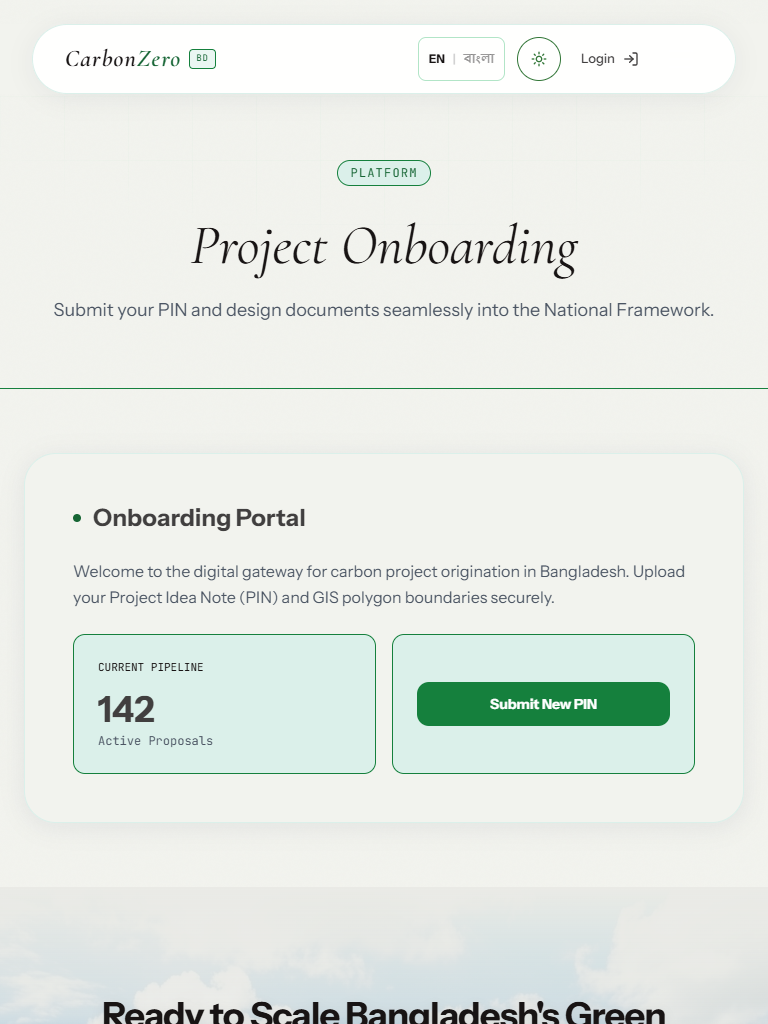 CarbonZero BD
EN | বাংলা
Login
PLATFORM
Project Onboarding
Submit your PIN and design documents seamlessly into the National Framework.
Onboarding Portal
Welcome to the digital gateway for carbon project origination in Bangladesh. Upload
your Project Idea Note (PIN) and GIS polygon boundaries securely.
CURRENT PIPELINE
142
Active Proposals
Submit New PIN
Ready to Scale Bangladesh's Green